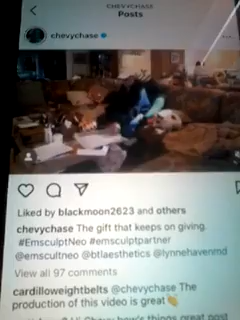 CHEVYCHASE
Posts
chevychase
Liked by blackmoon2623 and others
chevychase The gift that keeps on giving.
#EmsculptNeo #emsculptpartner
@emscultneo @btlaesthetics @lynnehavenmd
View all 97 comments
cardilloweightbelts @chevychase The
production of this video is great 👏